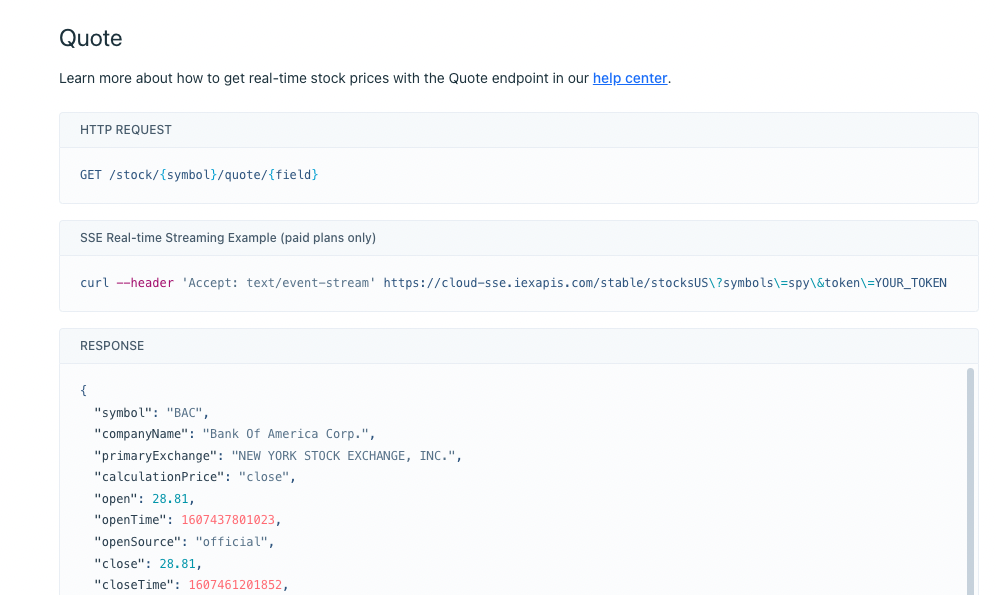 Quote
Learn more about how to get real-time stock prices with the Quote endpoint in our help center.
HTTP REQUEST
GET /stock/{symbol}/quote/{field}
SSE Real-time Streaming Example (paid plans only)
curl --header 'Accept: text/event-stream' https://cloud-sse.iexapis.com/stable/stocksUS\?symbols\=spy\&token\=YOUR_TOKEN
RESPONSE
{
"symbol": "BAC",
"companyName": "Bank Of America Corp.",
"primaryExchange": "NEW YORK STOCK EXCHANGE, INC.",
"calculationPrice": "close",
"open": 28.81,
"openTime": 1607437801023,
"openSource": "official",
"close": 28.81,
"closeTime": 1607461201852,